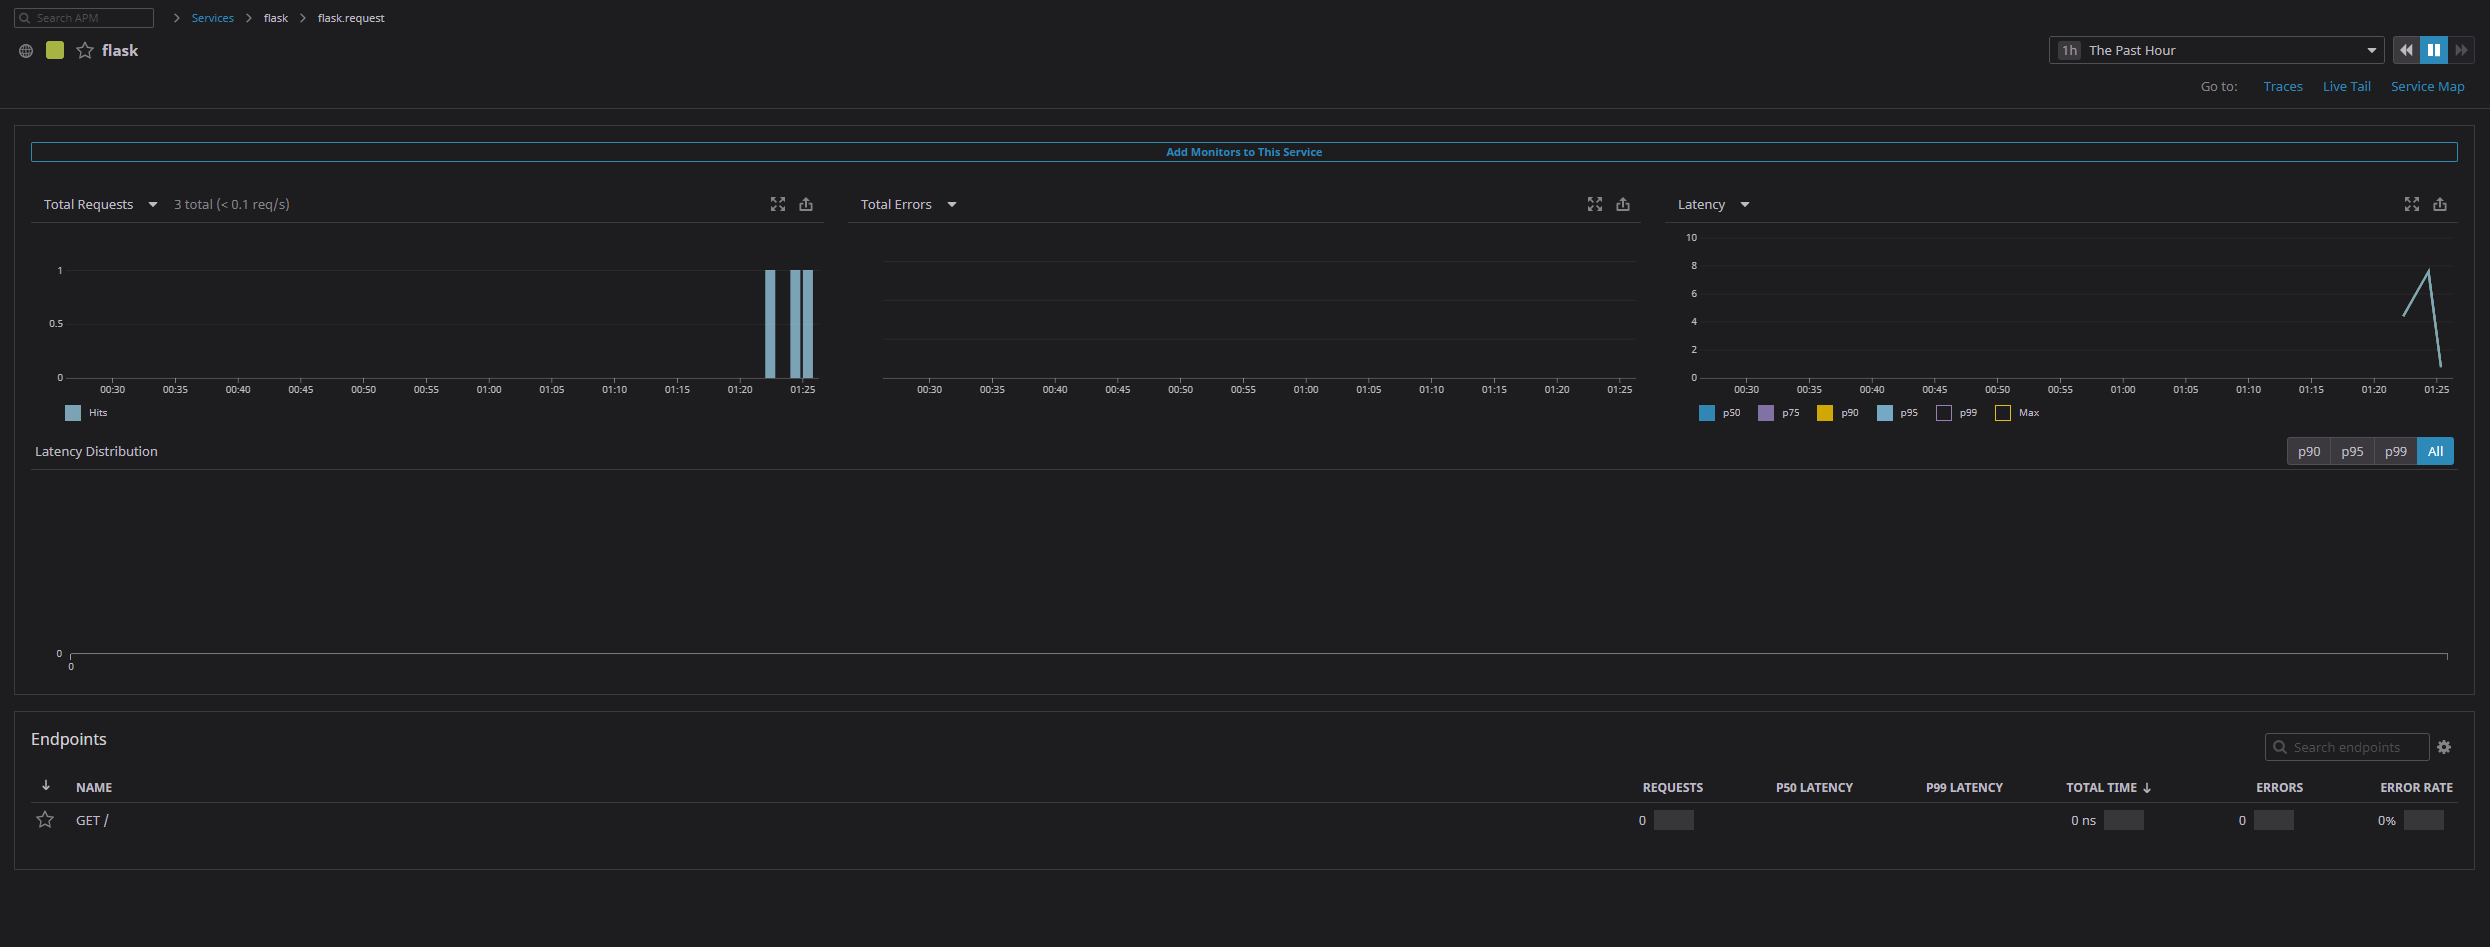 Search APM > Services > flask > flask.request
flask
1h The Past Hour
Go to: Traces Live Tail Service Map
Add Monitors to This Service
Total Requests 3 total (< 0.1 req/s)
1
0.5
0
00:30 00:35 00:40 00:45 00:50 00:55 01:00 01:05 01:10 01:15 01:20 01:25
Hits
Total Errors
00:30 00:35 00:40 00:45 00:50 00:55 01:00 01:05 01:10 01:15 01:20 01:25
Latency
10
8
6
4
2
0
00:30 00:35 00:40 00:45 00:50 00:55 01:00 01:05 01:10 01:15 01:20 01:25
p50 p75 p90 p95 p99 Max
Latency Distribution
p90 p95 p99 All
0
0
Endpoints
Search endpoints
NAME REQUESTS P50 LATENCY P99 LATENCY TOTAL TIME ERRORS ERROR RATE
GET / 0 0 ns 0 0%